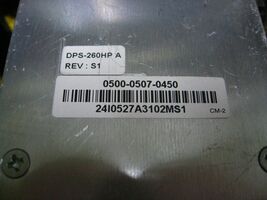 DPS-260HP A
REV : S1
0500-0507-0450
24I0527A3102MS1
CM-2